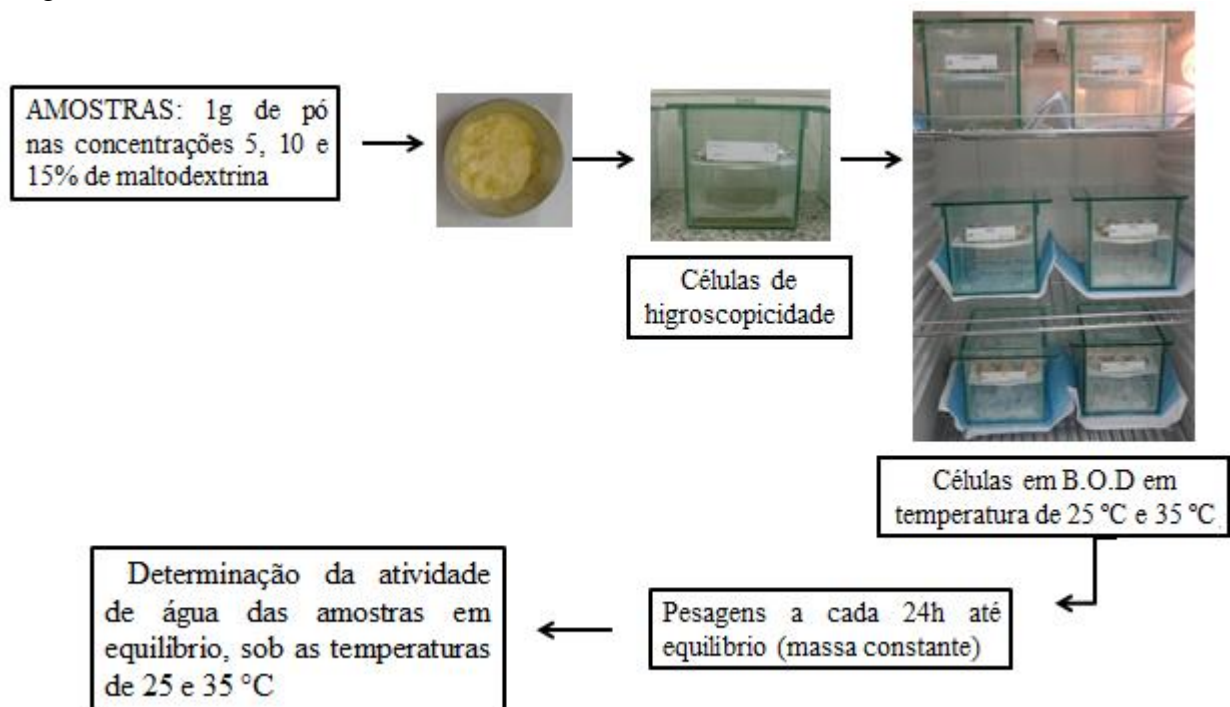 AMOSTRAS: 1g de pó
nas concentrações 5, 10 e
15% de maltodextrina
Células de
higroscopicidade
Células em B.O.D em
temperatura de 25 ºC e 35 ºC
Pesagens a cada 24h até
equilíbrio (massa constante)
Determinação da atividade
de água das amostras em
equilíbrio, sob as temperaturas
de 25 e 35 °C